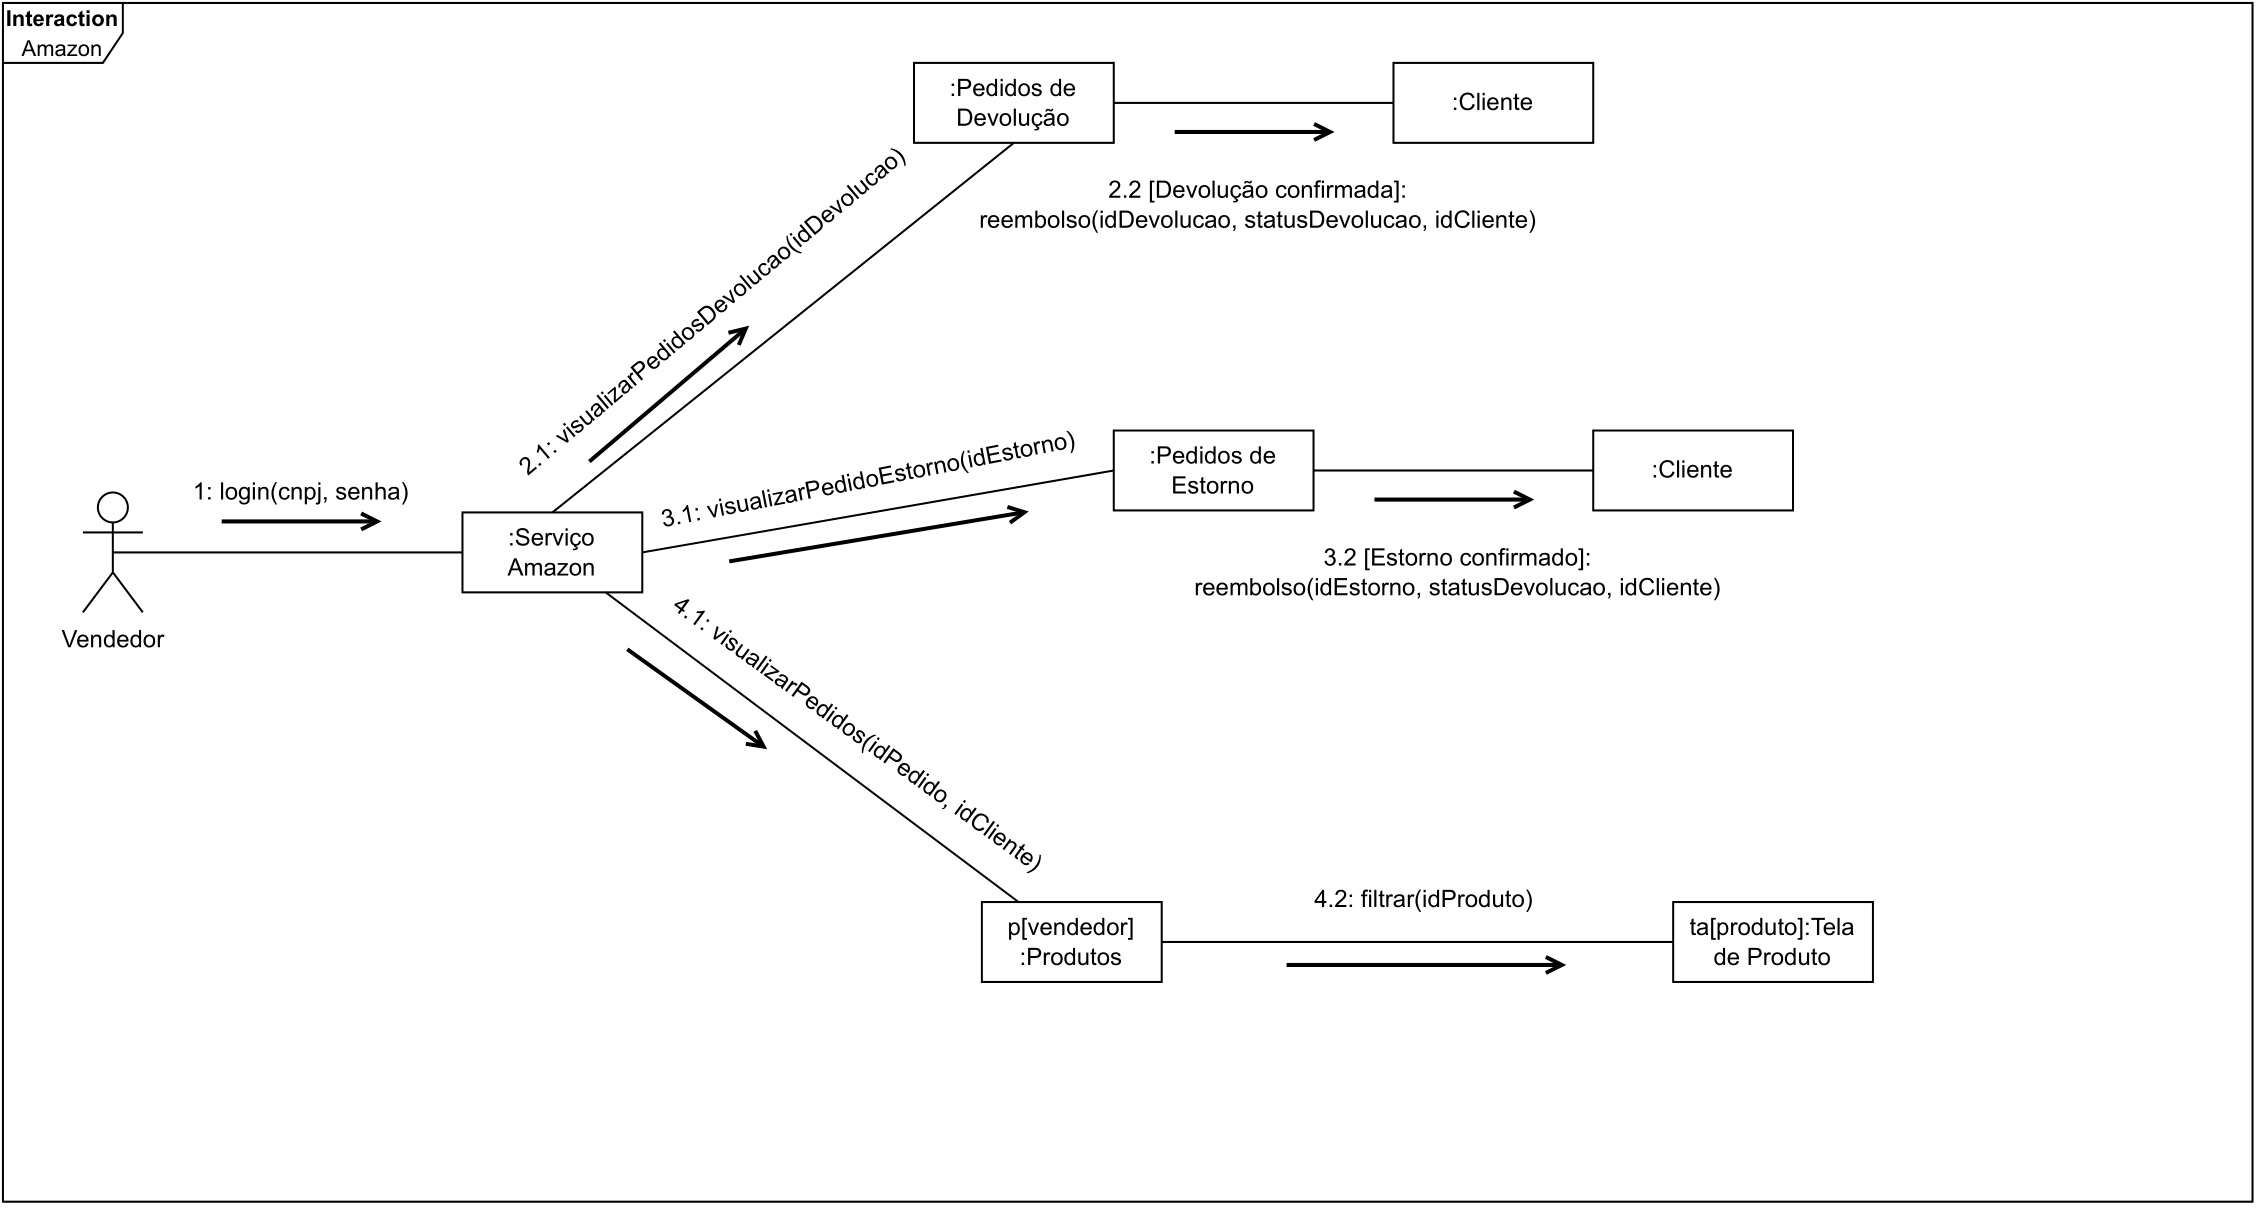 Interaction
Amazon
:Pedidos de
Devolução
:Cliente
2.2 [Devolução confirmada]:
reembolso(idDevolucao, statusDevolucao, idCliente)
2.1: visualizarPedidosDevolucao(idDevolucao)
1: login(cnpj, senha)
Vendedor
:Serviço
Amazon
3.1: visualizarPedidoEstorno(idEstorno)
:Pedidos de
Estorno
:Cliente
3.2 [Estorno confirmado]:
reembolso(idEstorno, statusDevolucao, idCliente)
4.1: visualizarPedidos(idPedido, idCliente)
p[vendedor]
:Produtos
4.2: filtrar(idProduto)
ta[produto]:Tela
de Produto